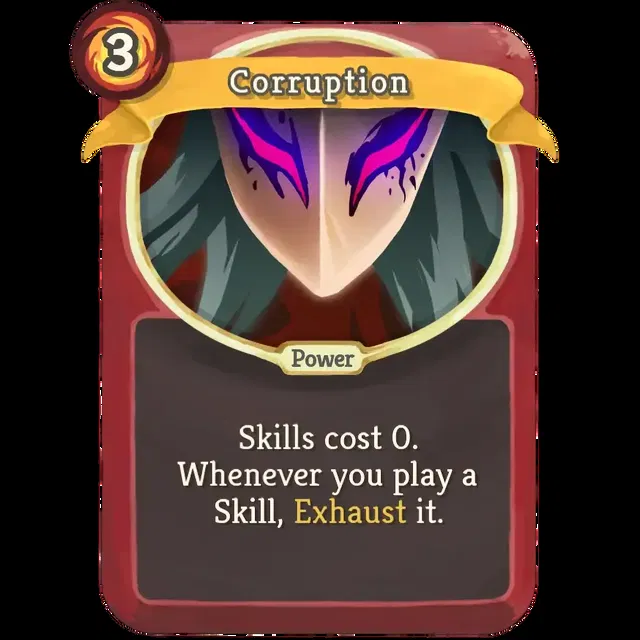 3
Corruption
Power
Skills cost 0.
Whenever you play a
Skill, Exhaust it.